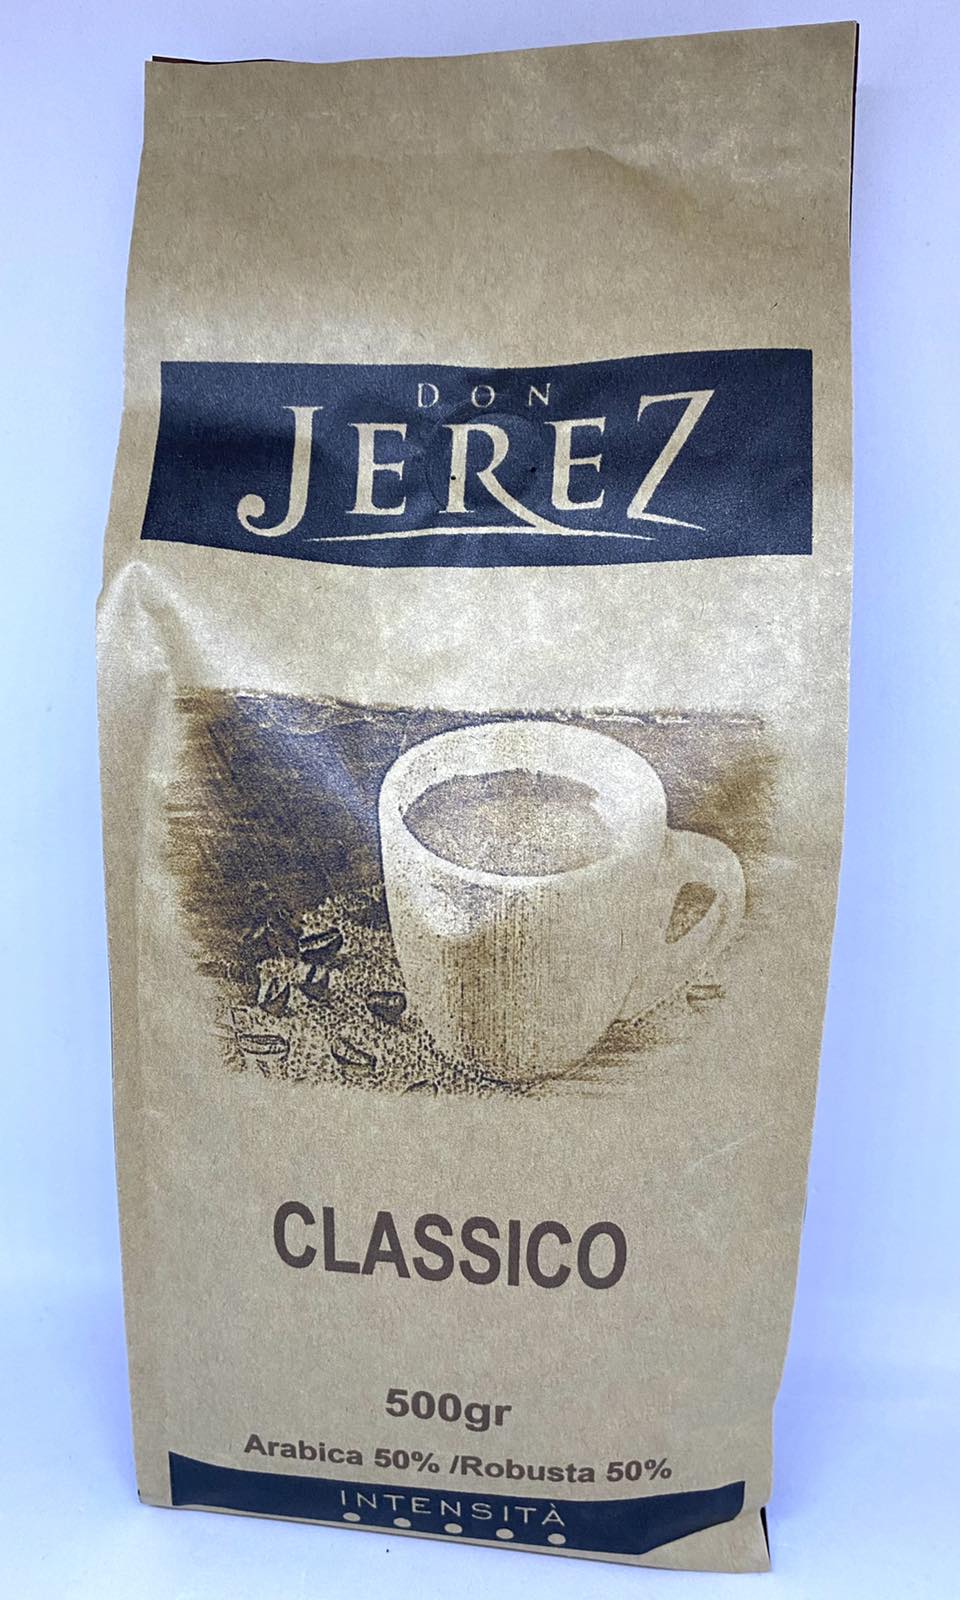 DON
JEREZ
CLASSICO
500gr
Arabica 50% /Robusta 50%
INTENSITÀ